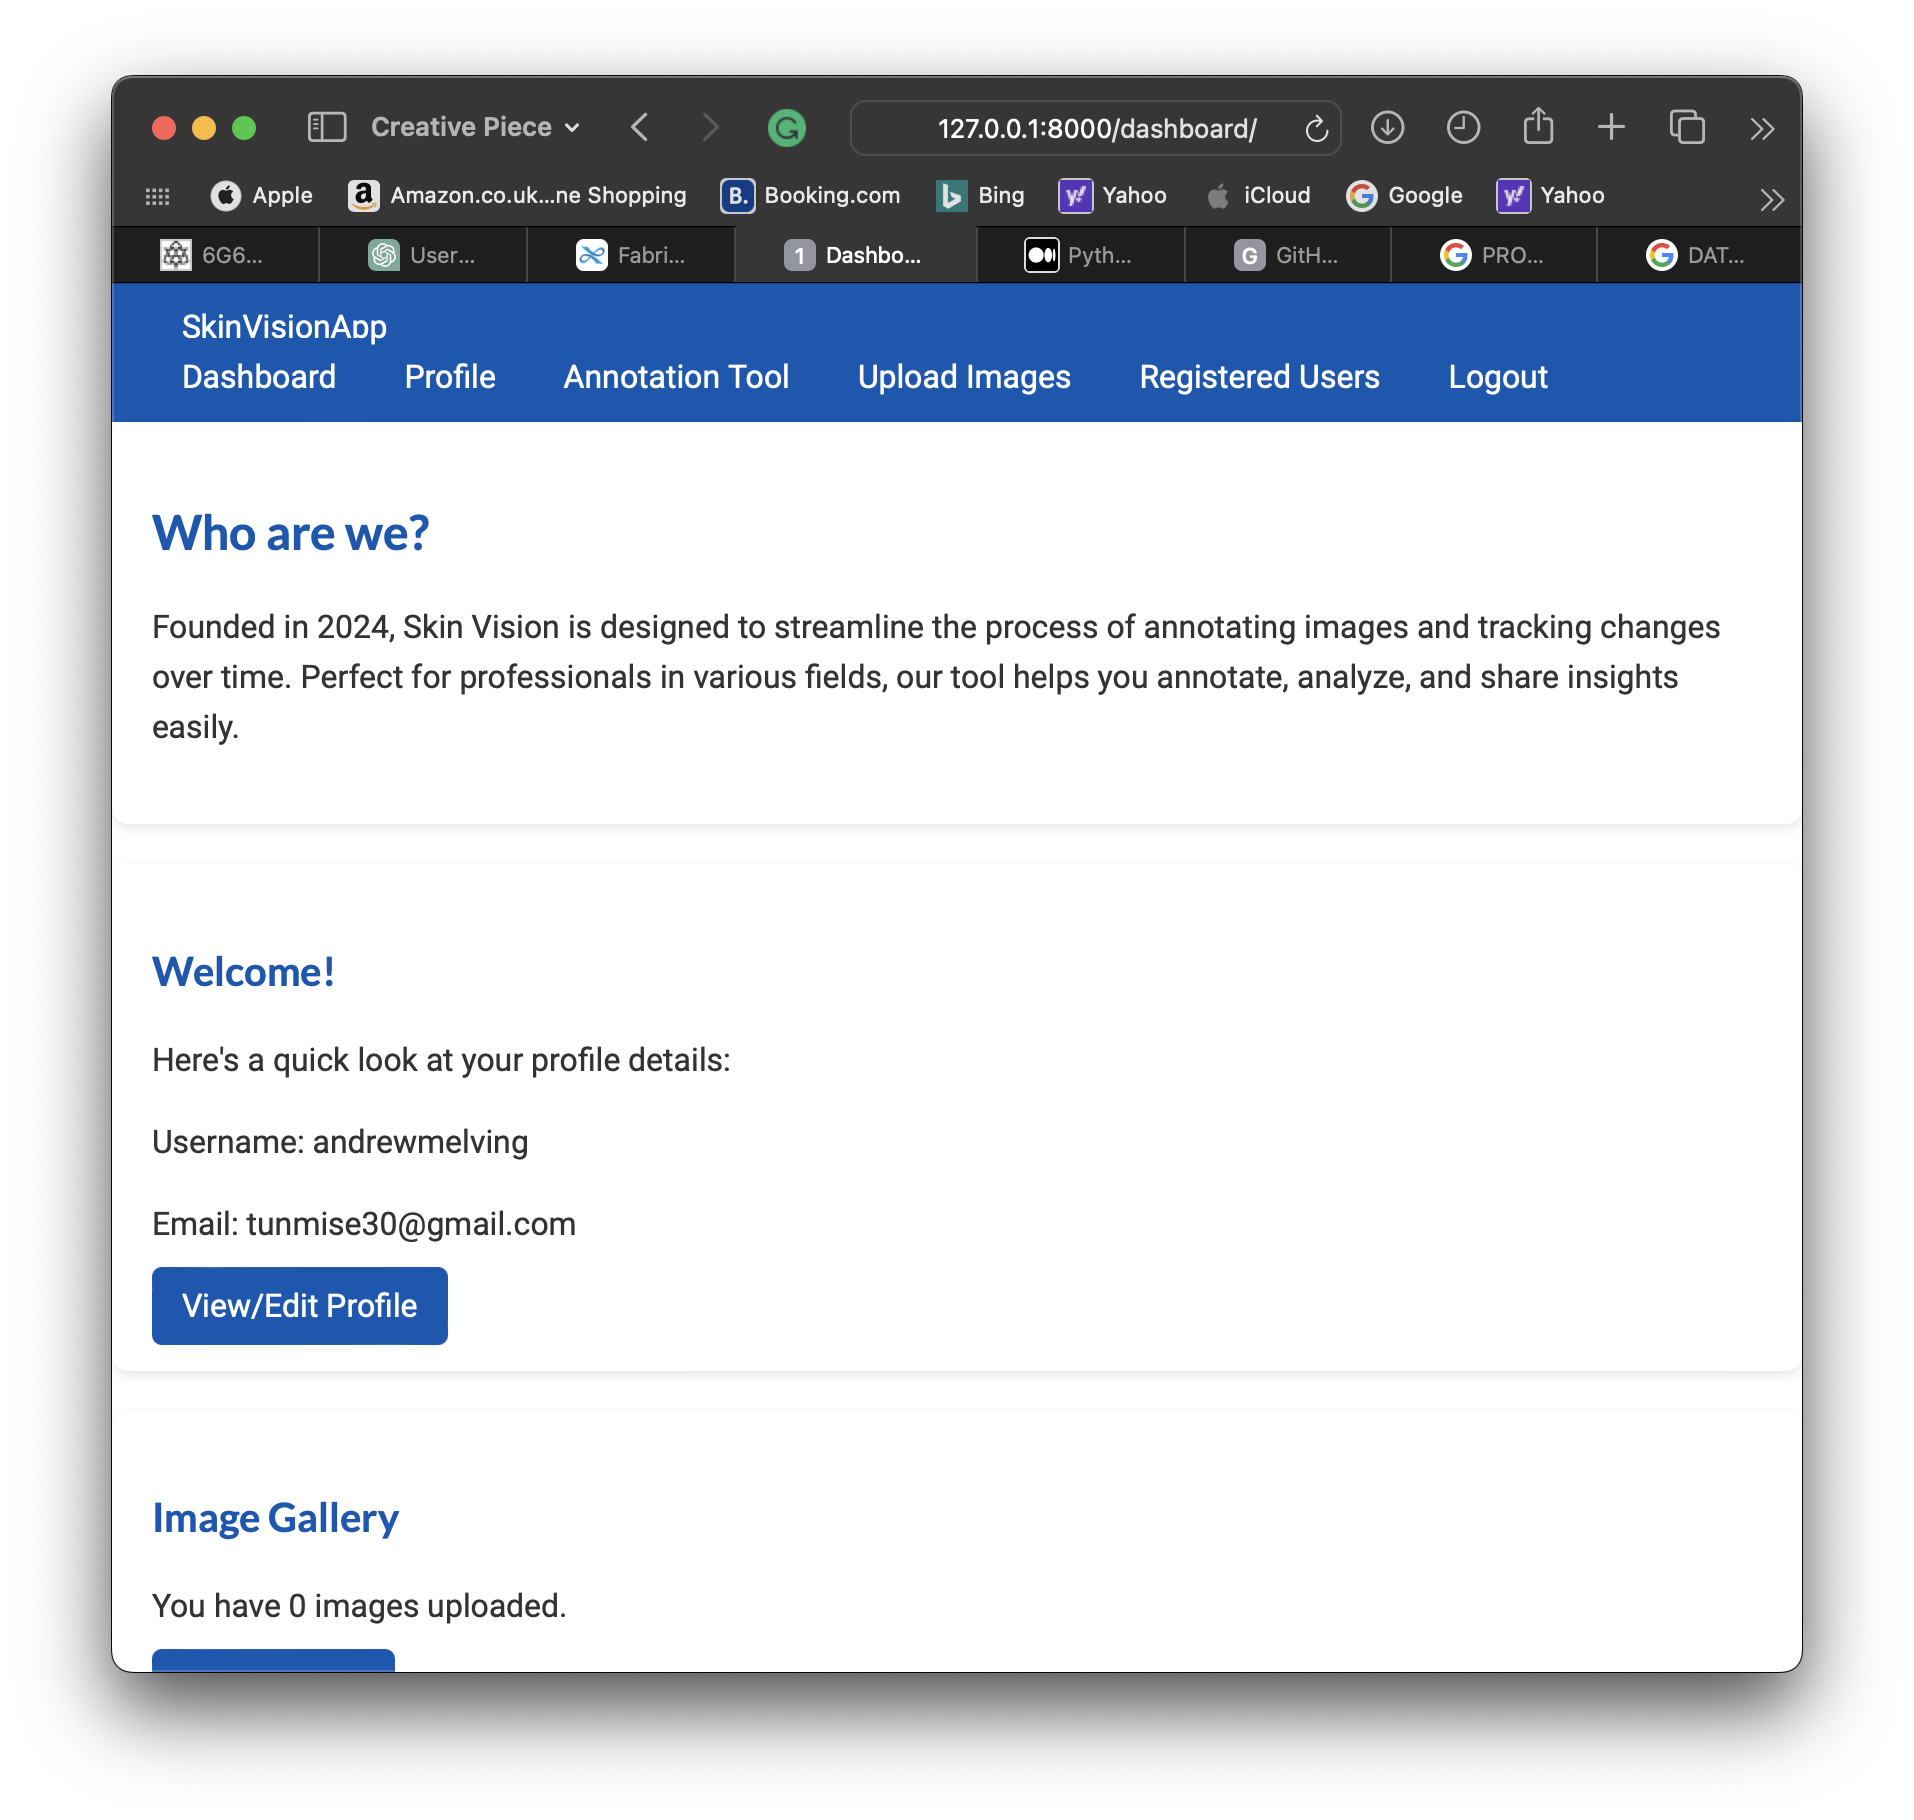 Creative Piece
127.0.0.1:8000/dashboard/
Apple
Amazon.co.uk...ne Shopping
B. Booking.com
Bing
Yahoo
iCloud
Google
Yahoo
6G6...
User...
Fabri...
1 Dashbo...
Pyth...
G GitH...
PRO...
DAT...
SkinVisionApp
Dashboard Profile Annotation Tool Upload Images Registered Users Logout
Who are we?
Founded in 2024, Skin Vision is designed to streamline the process of annotating images and tracking changes
over time. Perfect for professionals in various fields, our tool helps you annotate, analyze, and share insights
easily.
Welcome!
Here's a quick look at your profile details:
Username: andrewmelving
Email: tunmise30@gmail.com
View/Edit Profile
Image Gallery
You have 0 images uploaded.